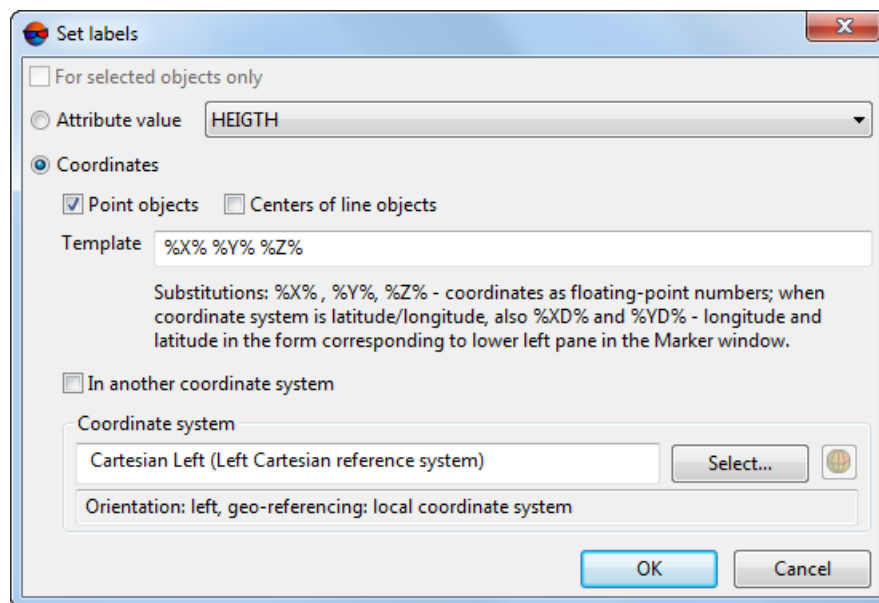 Set labels
For selected objects only
Attribute value HEIGTH
Coordinates
Point objects Centers of line objects
Template %X% %Y% %Z%
Substitutions: %X% , %Y%, %Z% - coordinates as floating-point numbers; when
coordinate system is latitude/longitude, also %XD% and %YD% - longitude and
latitude in the form corresponding to lower left pane in the Marker window.
In another coordinate system
Coordinate system
Cartesian Left (Left Cartesian reference system) Select...
Orientation: left, geo-referencing: local coordinate system
OK Cancel